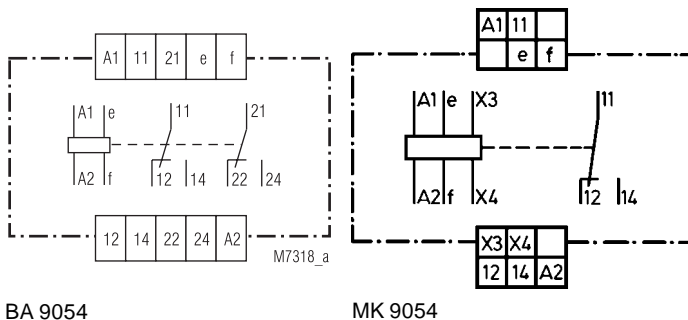 A1 11 21 e f
A1 e 11 21
A2 f 12 14 22 24
12 14 22 24 A2
M7318_a
BA 9054
A1 11
e f
A1 e X3 11
A2 f X4 12 14
X3 X4
12 14 A2
MK 9054